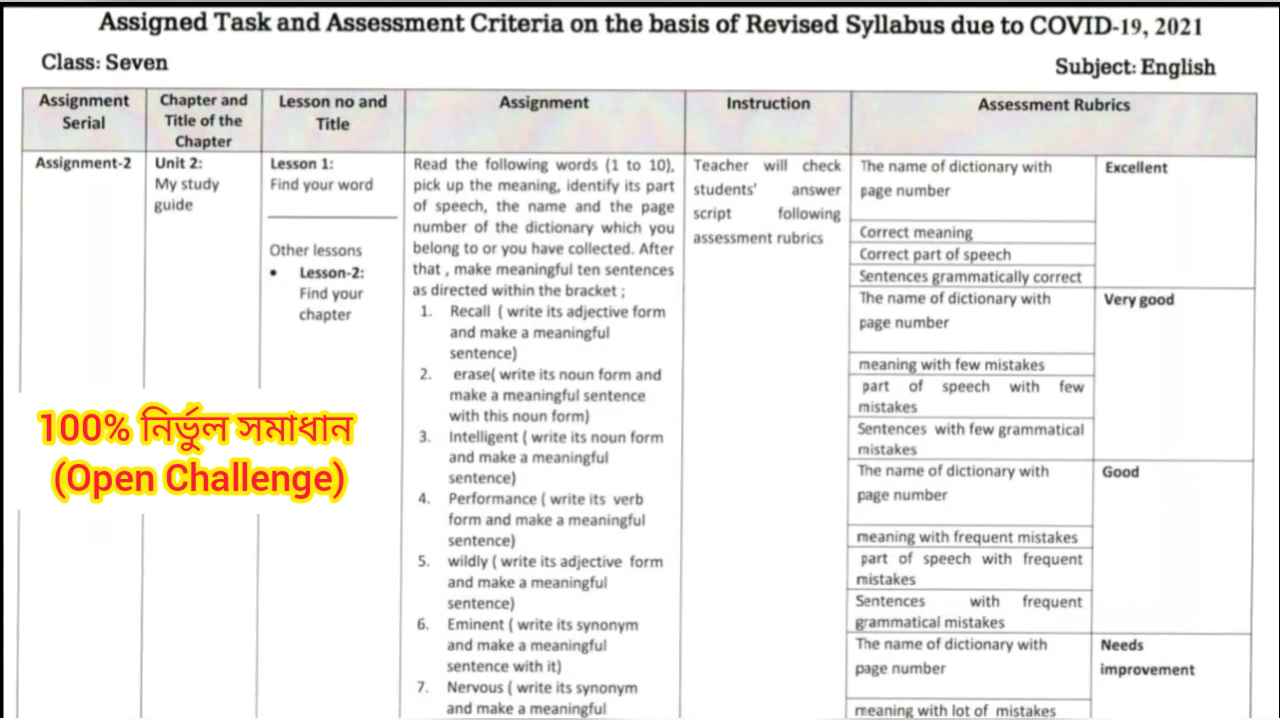 Assigned Task and Assessment Criteria on the basis of Revised Syllabus due to COVID-19, 2021
Class: Seven
Subject: English
Assignment
Serial
Chapter and
Title of the
Chapter
Lesson no and
Title
Assignment
Instruction
Assessment Rubrics
Assignment-2
Unit 2:
My study
guide
Lesson 1:
Find your word
Other lessons
• Lesson-2:
Find your
chapter
Read the following words (1 to 10),
pick up the meaning, identify its part
of speech, the name and the page
number of the dictionary which you
belong to or you have collected. After
that , make meaningful ten sentences
as directed within the bracket ;
1. Recall ( write its adjective form
and make a meaningful
sentence)
2. erase( write its noun form and
make a meaningful sentence
with this noun form)
3. Intelligent ( write its noun form
and make a meaningful
sentence)
4. Performance ( write its verb
form and make a meaningful
sentence)
5. wildly ( write its adjective form
and make a meaningful
sentence)
6. Eminent ( write its synonym
and make a meaningful
sentence with it)
7. Nervous ( write its synonym
and make a meaningful
Teacher will check
students' answer
script following
assessment rubrics
The name of dictionary with
page number
Correct meaning
Correct part of speech
Sentences grammatically correct
Excellent
The name of dictionary with
page number
meaning with few mistakes
part of speech with few
mistakes
Sentences with few grammatical
mistakes
Very good
The name of dictionary with
page number
meaning with frequent mistakes
part of speech with frequent
mistakes
Sentences with frequent
grammatical mistakes
Good
The name of dictionary with
page number
meaning with lot of mistakes
Needs
improvement
100% নির্ভুল সমাধান
(Open Challenge)